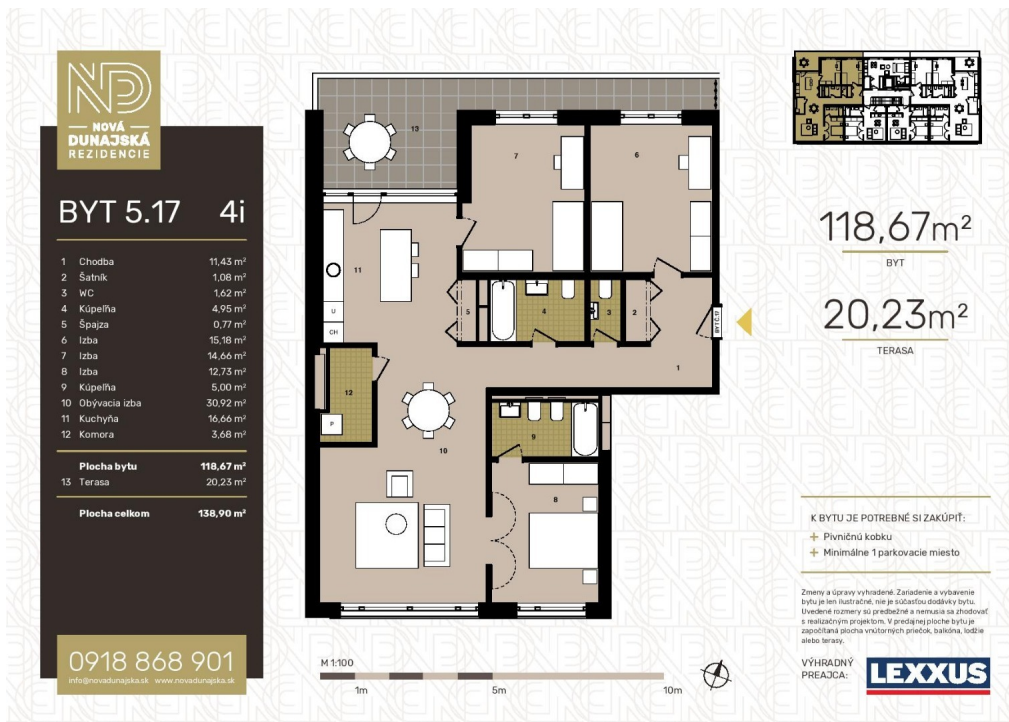 NOVÁ
DUNAJSKÁ
REZIDENCIE
BYT 5.17 4i
1 Chodba 11,43 m²
2 Šatník 1,08 m²
3 WC 1,62 m²
4 Kúpeľňa 4,95 m²
5 Špajza 0,77 m²
6 Izba 15,18 m²
7 Izba 14,66 m²
8 Izba 12,73 m²
9 Kúpeľňa 5,00 m²
10 Obývacia izba 30,92 m²
11 Kuchyňa 16,66 m²
12 Komora 3,68 m²
Plocha bytu 118,67 m²
13 Terasa 20,23 m²
Plocha celkom 138,90 m²
0918 868 901
info@novadunajska.sk www.novadunajska.sk
13
7
6
11
U
CH
5
4
3
2
BYT Č. 17
1
12
P
10
9
8
M 1:100
1m 5m 10m
118,67m²
BYT
20,23m²
TERASA
K BYTU JE POTREBNÉ SI ZAKÚPIŤ:
+ Pivničnú kobku
+ Minimálne 1 parkovacie miesto
Zmeny a úpravy vyhradené. Zariadenie a vybavenie
bytu je len ilustračné, nie je súčasťou dodávky bytu.
Uvedené rozmery sú predbežné a nemusia sa zhodovať
s realizačným projektom. V predajnej ploche bytu je
započítaná plocha vnútorných priečok, balkóna, lodžie
alebo terasy.
VÝHRADNÝ
PREAJCA:
LEXXUS